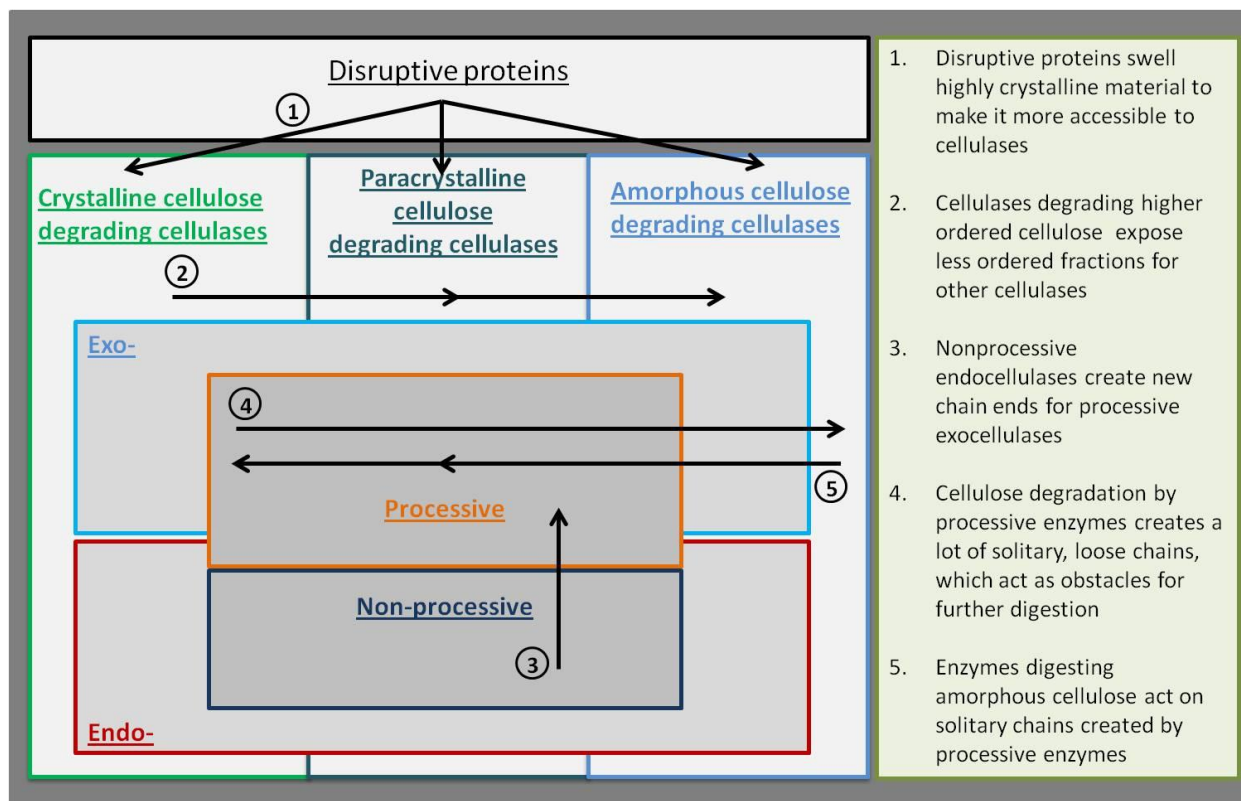 Disruptive proteins
1
Crystalline cellulose
degrading cellulases
Paracrystalline
cellulose
degrading cellulases
Amorphous cellulose
degrading cellulases
2
Exo-
4
5
Processive
Non-processive
3
Endo-
1. Disruptive proteins swell
highly crystalline material to
make it more accessible to
cellulases
2. Cellulases degrading higher
ordered cellulose expose
less ordered fractions for
other cellulases
3. Nonprocessive
endocellulases create new
chain ends for processive
exocellulases
4. Cellulose degradation by
processive enzymes creates a
lot of solitary, loose chains,
which act as obstacles for
further digestion
5. Enzymes digesting
amorphous cellulose act on
solitary chains created by
processive enzymes